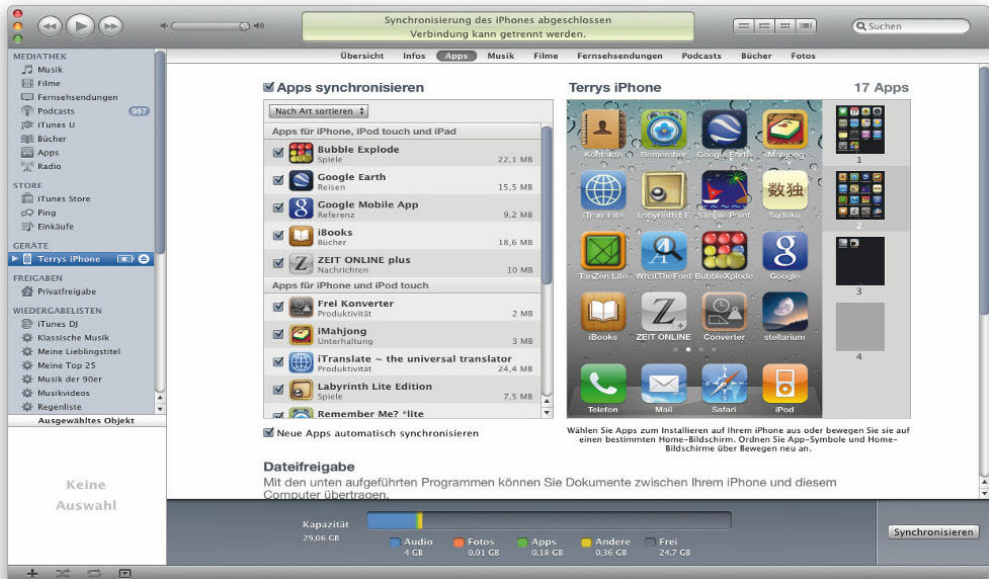 Synchronisierung des iPhones abgeschlossen
Verbindung kann getrennt werden.
Suchen
MEDIATHEK
Musik
Filme
Fernsehsendungen
Podcasts 957
iTunes U
Bücher
Apps
Radio
STORE
iTunes Store
Ping
Einkäufe
GERÄTE
Terrys iPhone
FREIGABEN
Privatfreigabe
WIEDERGABELISTEN
iTunes DJ
Klassische Musik
Meine Lieblingstitel
Meine Top 25
Musik der 90er
Musikvideos
Regenliste
Ausgewähltes Objekt
Keine
Auswahl
Übersicht Infos Apps Musik Filme Fernsehsendungen Podcasts Bücher Fotos
Apps synchronisieren
Nach Art sortieren
Apps für iPhone, iPod touch und iPad
Bubble Explode
Spiele 22,1 MB
Google Earth
Reisen 15,5 MB
Google Mobile App
Referenz 9,2 MB
iBooks
Bücher 18,6 MB
ZEIT ONLINE plus
Nachrichten 10 MB
Apps für iPhone und iPod touch
Frei Konverter
Produktivität 2 MB
iMahjong
Unterhaltung 3 MB
iTranslate ~ the universal translator
Produktivität 24,4 MB
Labyrinth Lite Edition
Spiele 7,5 MB
Remember Me? *lite
Neue Apps automatisch synchronisieren
Terrys iPhone 17 Apps
Kontakte Remember Google Earth iMahjong
数独
iTranslate Labyrinth LE Simple Paint Sudoku
TanZen Lite WhatTheFont BubbleXplode Google
iBooks ZEIT ONLINE Converter stellarium
Telefon Mail Safari iPod
1
2
3
4
Wählen Sie Apps zum Installieren auf Ihrem iPhone aus oder bewegen Sie sie auf
einen bestimmten Home-Bildschirm. Ordnen Sie App-Symbole und Home-
Bildschirme über Bewegen neu an.
Dateifreigabe
Mit den unten aufgeführten Programmen können Sie Dokumente zwischen Ihrem iPhone und diesem
Computer übertragen.
Kapazität
29,06 GB
Audio
4 GB
Fotos
0,01 GB
Apps
0,18 GB
Andere
0,36 GB
Frei
24,7 GB
Synchronisieren